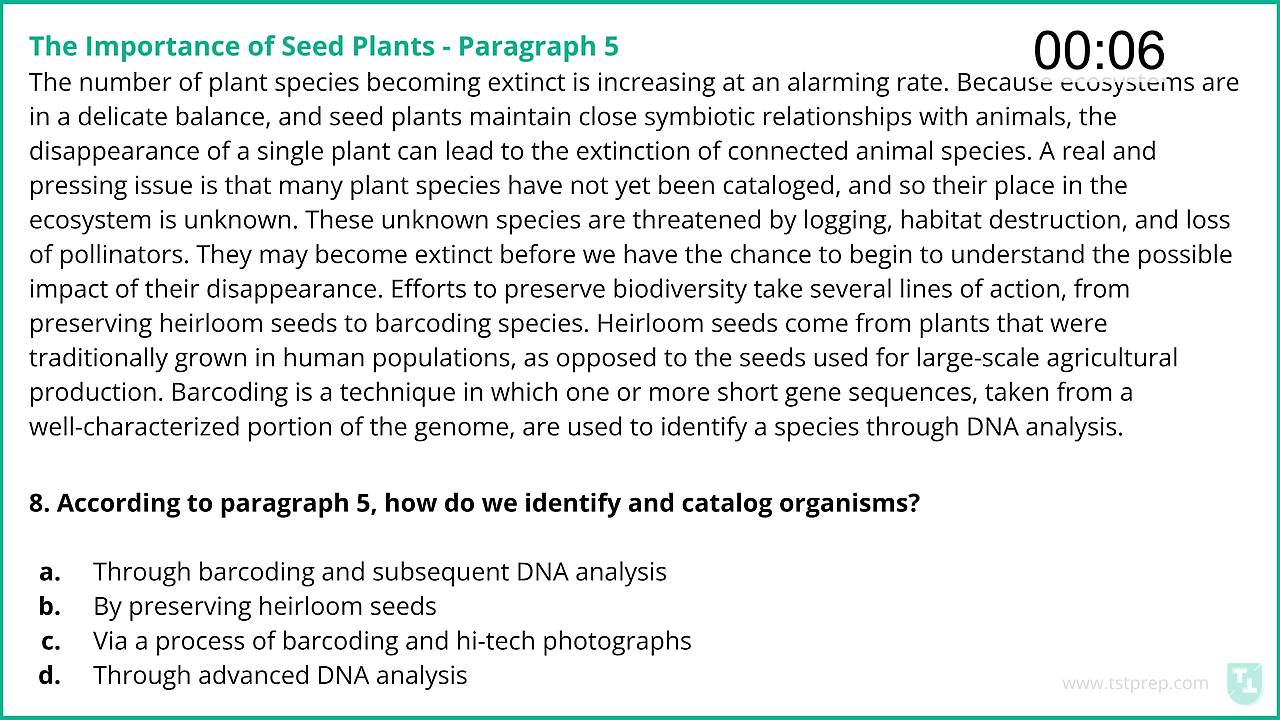 The Importance of Seed Plants - Paragraph 5
00:06
The number of plant species becoming extinct is increasing at an alarming rate. Because ecosystems are
in a delicate balance, and seed plants maintain close symbiotic relationships with animals, the
disappearance of a single plant can lead to the extinction of connected animal species. A real and
pressing issue is that many plant species have not yet been cataloged, and so their place in the
ecosystem is unknown. These unknown species are threatened by logging, habitat destruction, and loss
of pollinators. They may become extinct before we have the chance to begin to understand the possible
impact of their disappearance. Efforts to preserve biodiversity take several lines of action, from
preserving heirloom seeds to barcoding species. Heirloom seeds come from plants that were
traditionally grown in human populations, as opposed to the seeds used for large-scale agricultural
production. Barcoding is a technique in which one or more short gene sequences, taken from a
well-characterized portion of the genome, are used to identify a species through DNA analysis.
8. According to paragraph 5, how do we identify and catalog organisms?
a. Through barcoding and subsequent DNA analysis
b. By preserving heirloom seeds
c. Via a process of barcoding and hi-tech photographs
d. Through advanced DNA analysis
www.tstprep.com